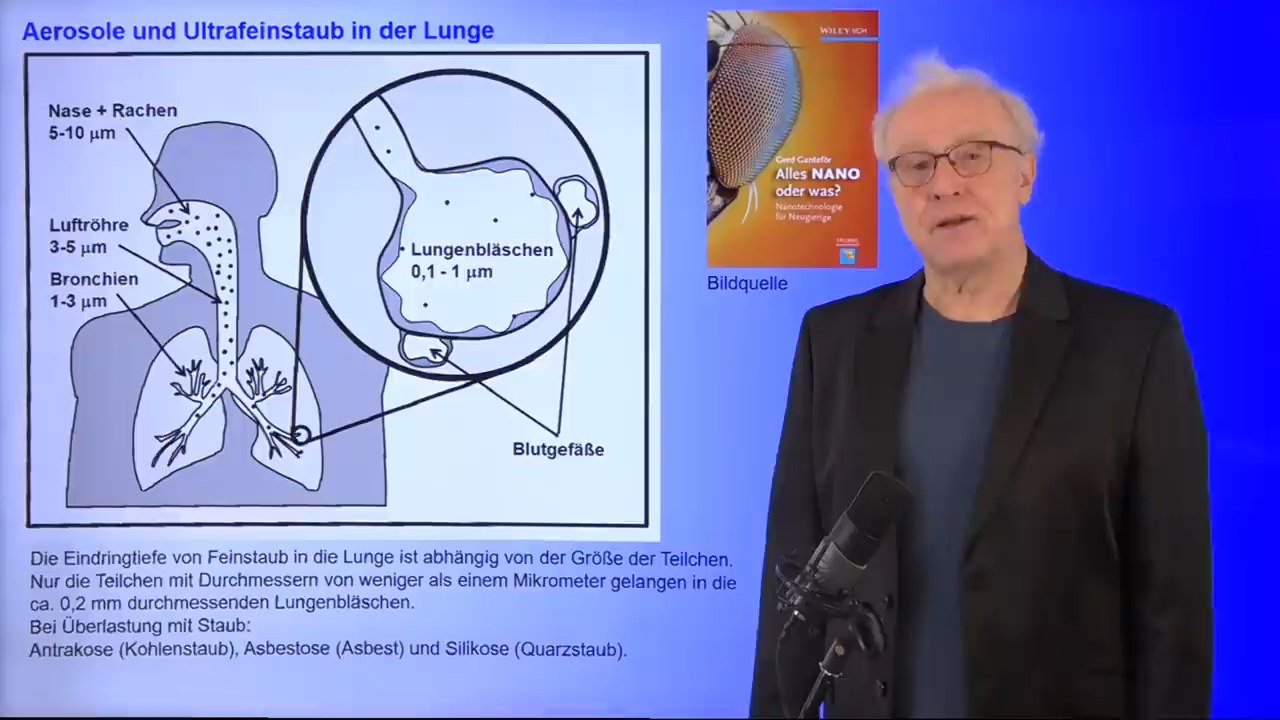 Aerosole und Ultrafeinstaub in der Lunge
Nase + Rachen
5-10 µm
Luftröhre
3-5 µm
Bronchien
1-3 µm
Lungenbläschen
0,1 - 1 µm
Blutgefäße
Die Eindringtiefe von Feinstaub in die Lunge ist abhängig von der Größe der Teilchen.
Nur die Teilchen mit Durchmessern von weniger als einem Mikrometer gelangen in die
ca. 0,2 mm durchmessenden Lungenbläschen.
Bei Überlastung mit Staub:
Antrakose (Kohlenstaub), Asbestose (Asbest) und Silikose (Quarzstaub).
WILEY-VCH
Gerd Ganteför
Alles NANO
oder was?
Nanotechnologie
für Neugierige
Bildquelle